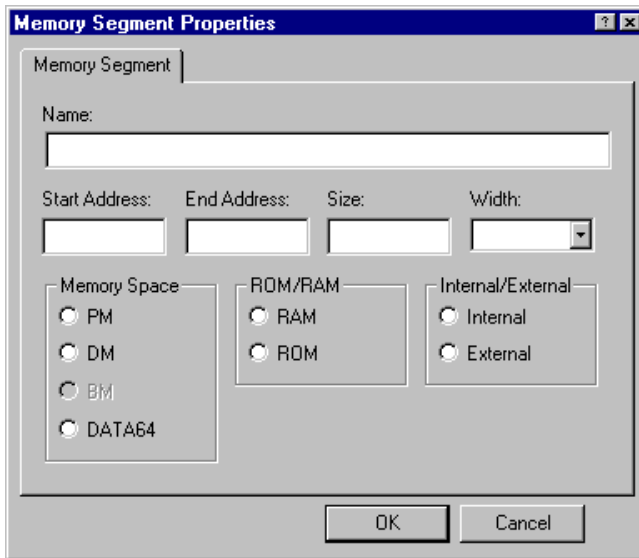 Memory Segment Properties
Memory Segment
Name:
Start Address: End Address: Size: Width:
Memory Space ROM/RAM Internal/External
PM RAM Internal
DM ROM External
BM
DATA64
OK Cancel